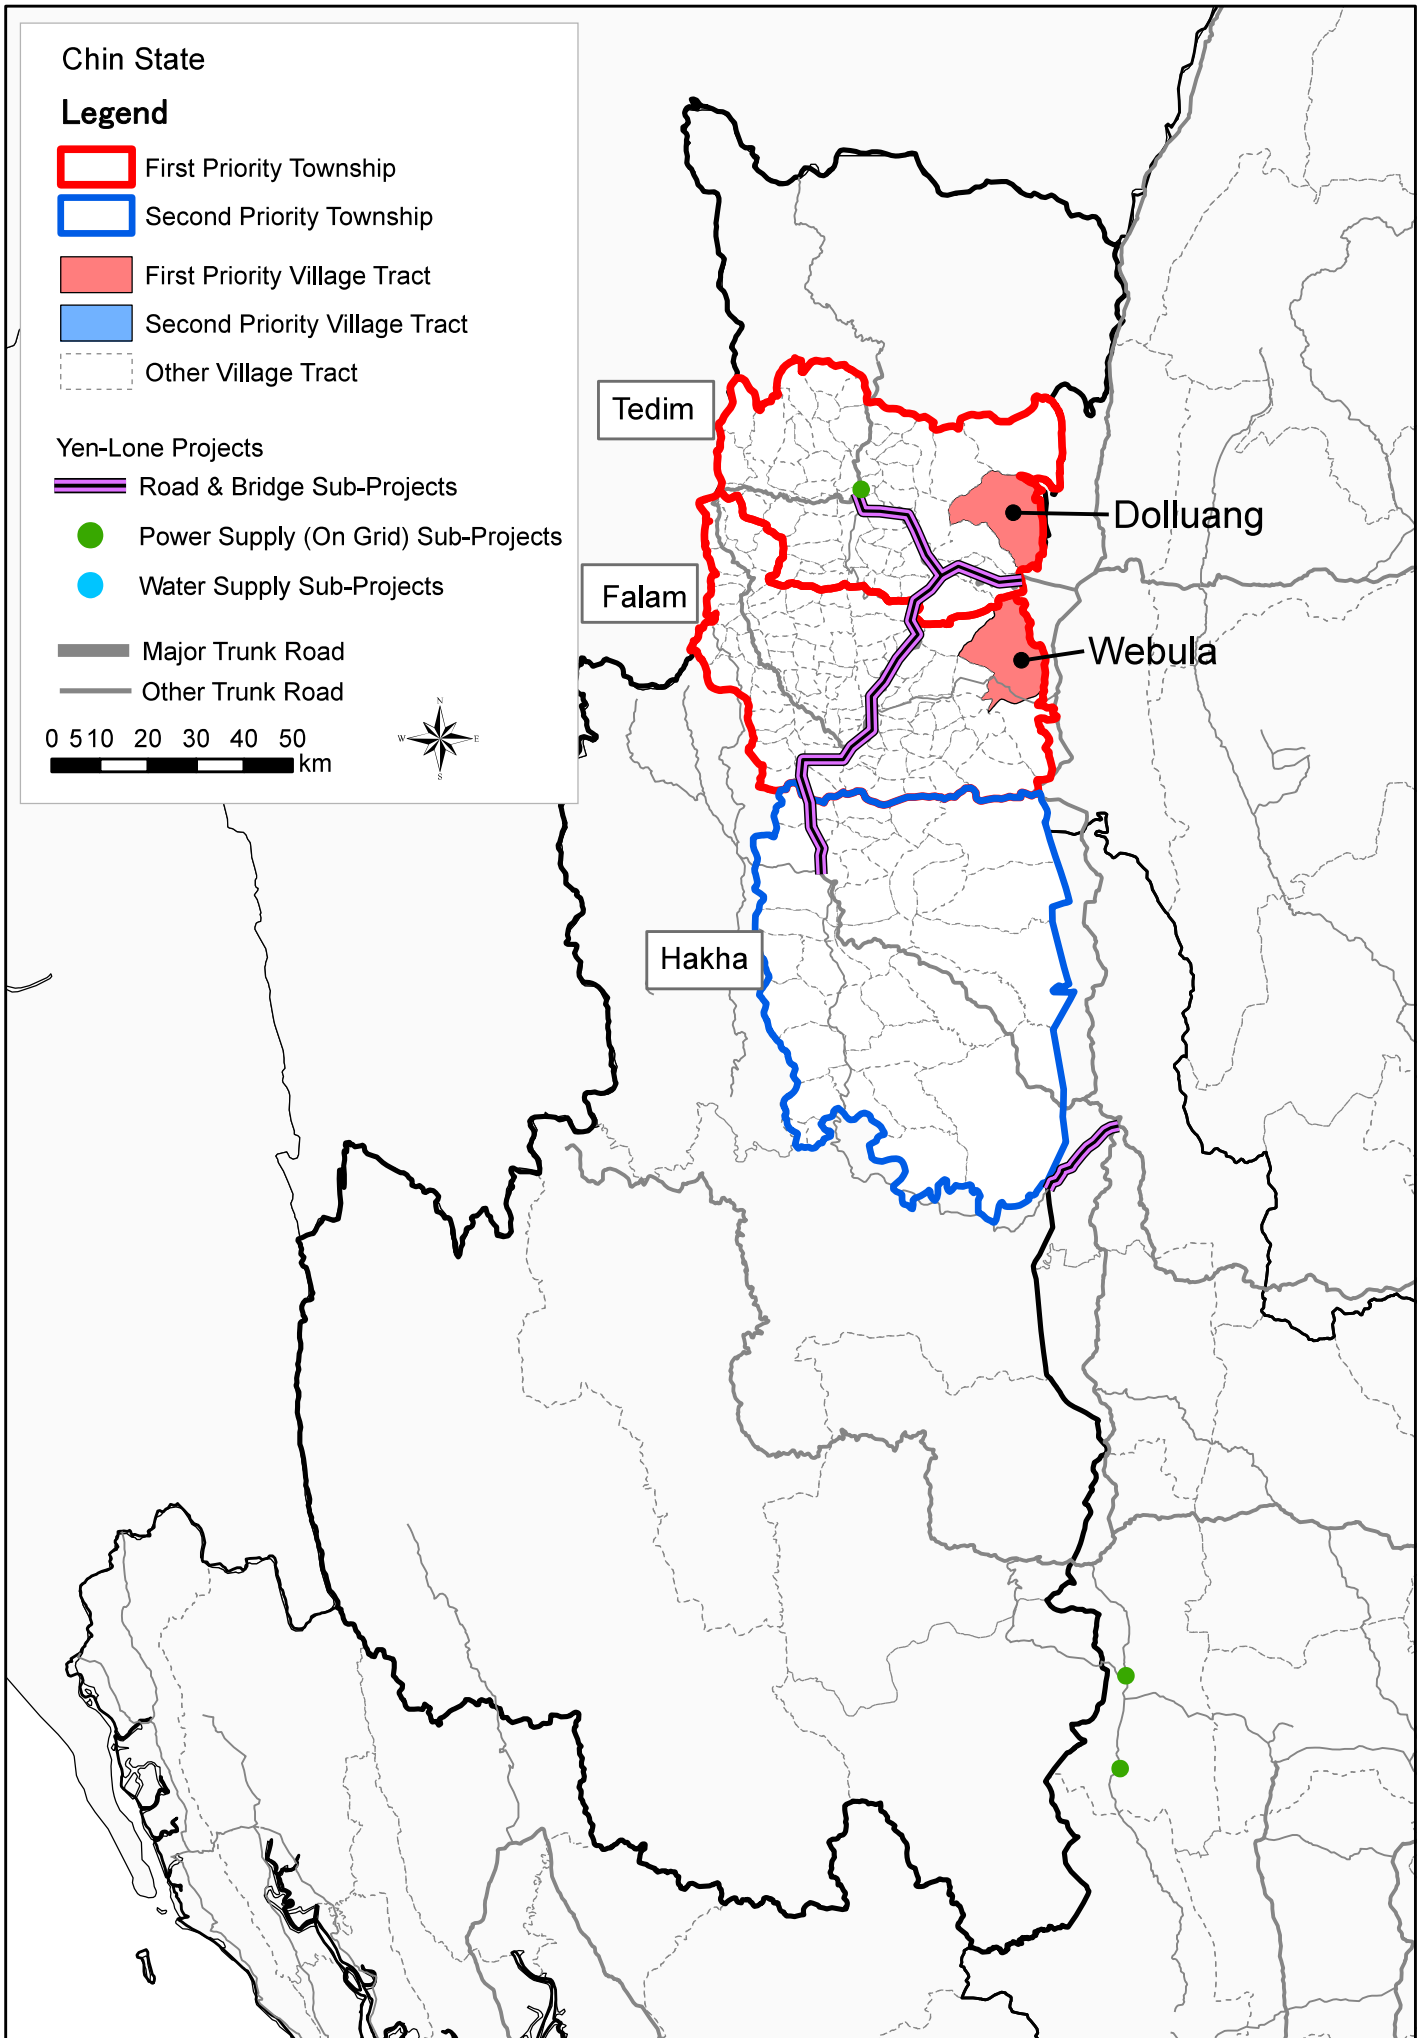 Chin State
Legend
First Priority Township
Second Priority Township
First Priority Village Tract
Second Priority Village Tract
Other Village Tract
Yen-Lone Projects
Road & Bridge Sub-Projects
Power Supply (On Grid) Sub-Projects
Water Supply Sub-Projects
Major Trunk Road
Other Trunk Road
0 5 10 20 30 40 50 km
N
W E
S
Tedim
Dolluang
Falam
Webula
Hakha